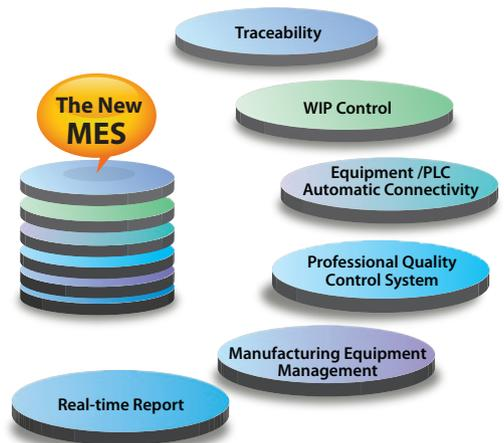 Traceability
The New
MES
WIP Control
Equipment /PLC
Automatic Connectivity
Professional Quality
Control System
Manufacturing Equipment
Management
Real-time Report